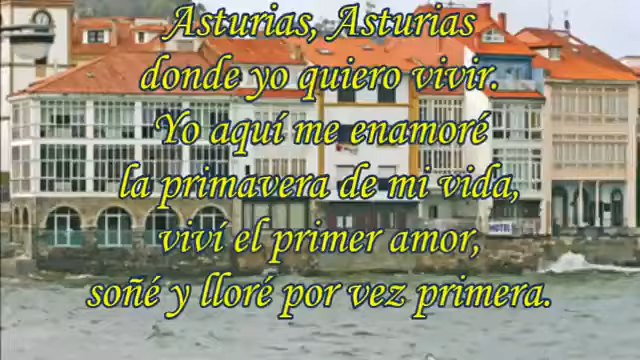 Asturias, Asturias
donde yo quiero vivir.
Yo aquí me enamoré
la primavera de mi vida,
viví el primer amor,
soñé y lloré por vez primera.
HOTEL